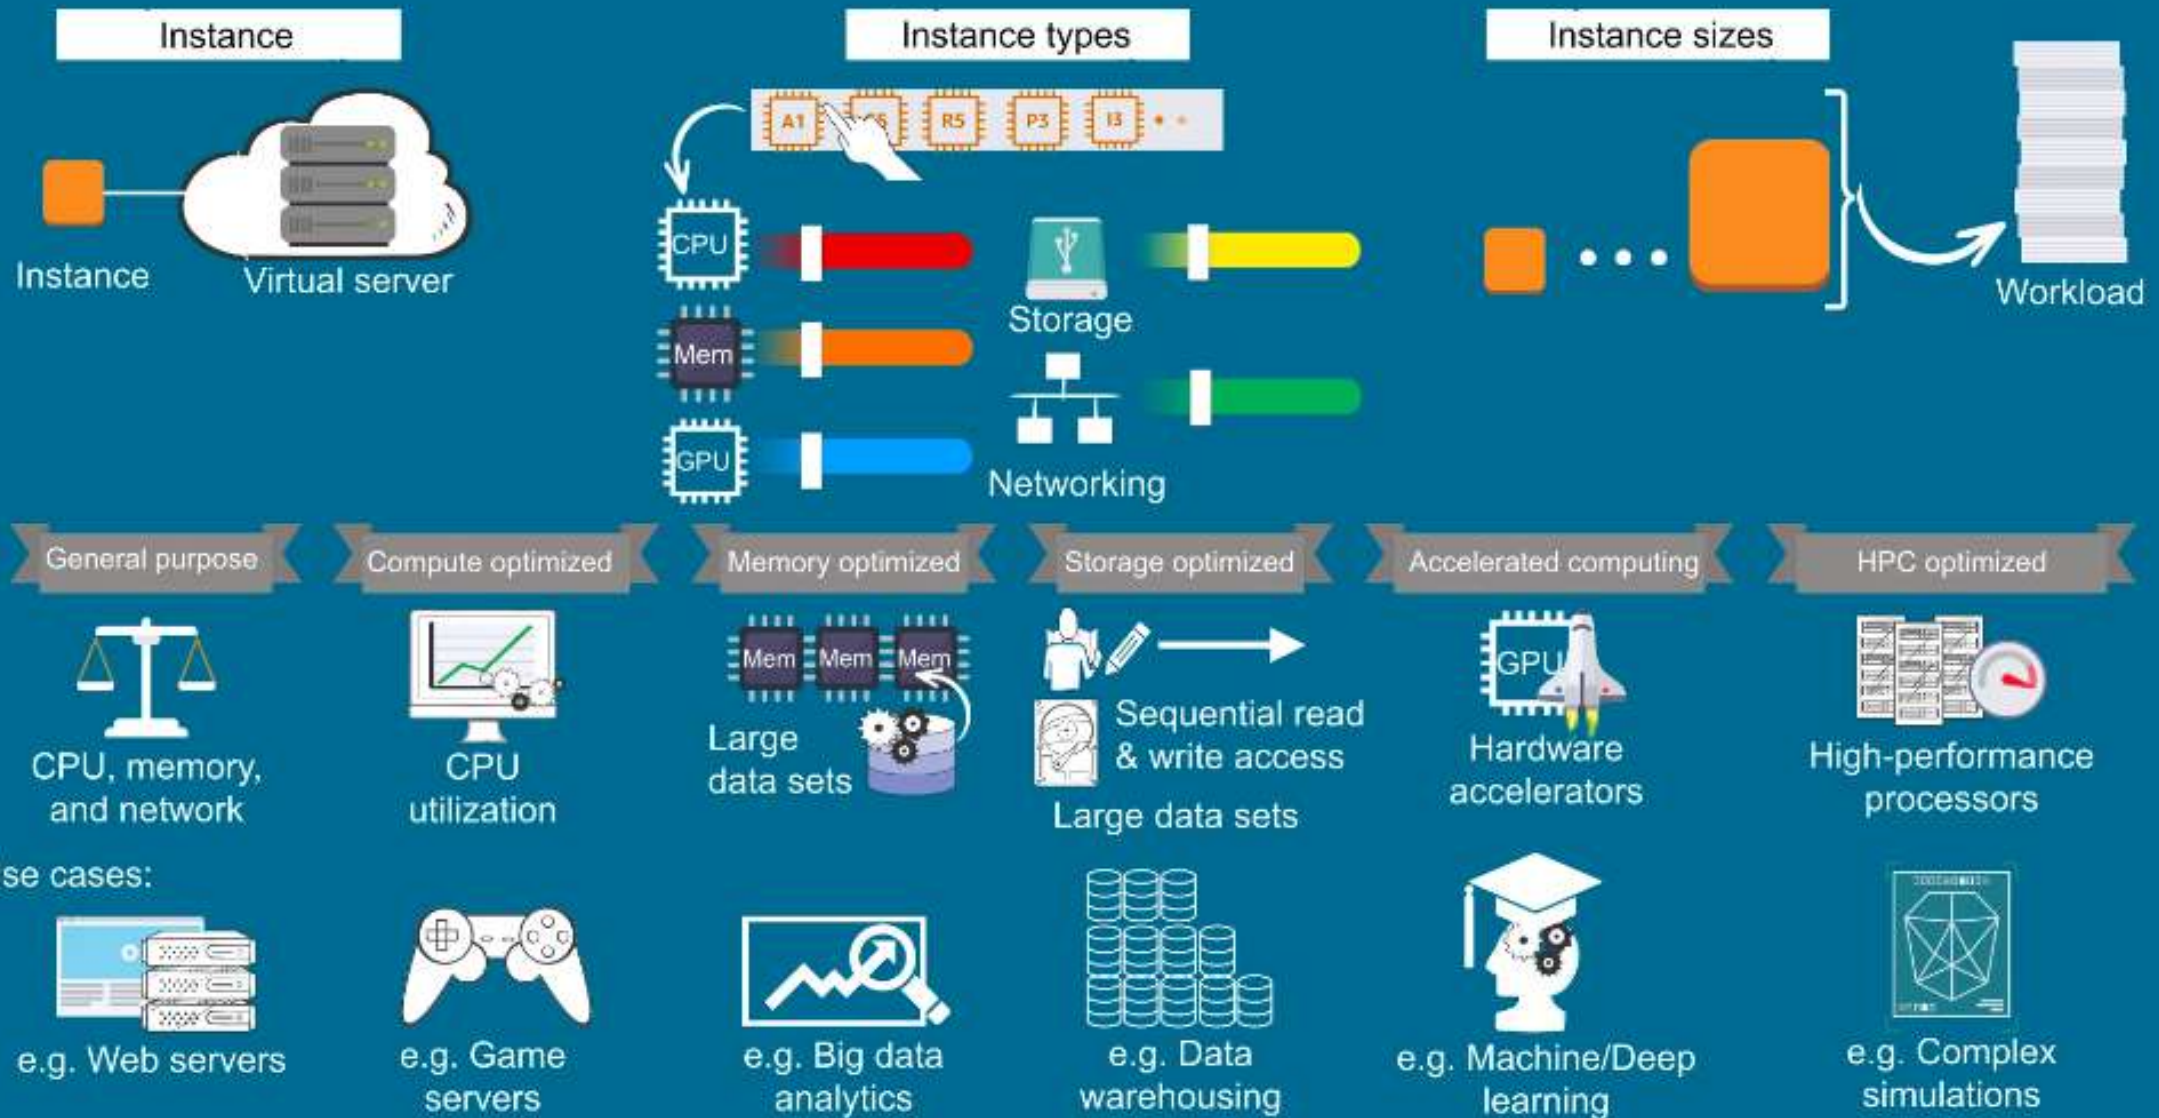 Instance
Instance types
Instance sizes
A1
R5
P3
I3
Instance
Virtual server
CPU
Mem
GPU
Storage
Networking
Workload
General purpose
Compute optimized
Memory optimized
Storage optimized
Accelerated computing
HPC optimized
CPU, memory,
and network
CPU
utilization
Mem
Mem
Mem
Large
data sets
Sequential read
& write access
Large data sets
GPU
Hardware
accelerators
High-performance
processors
se cases:
e.g. Web servers
e.g. Game
servers
e.g. Big data
analytics
e.g. Data
warehousing
e.g. Machine/Deep
learning
e.g. Complex
simulations